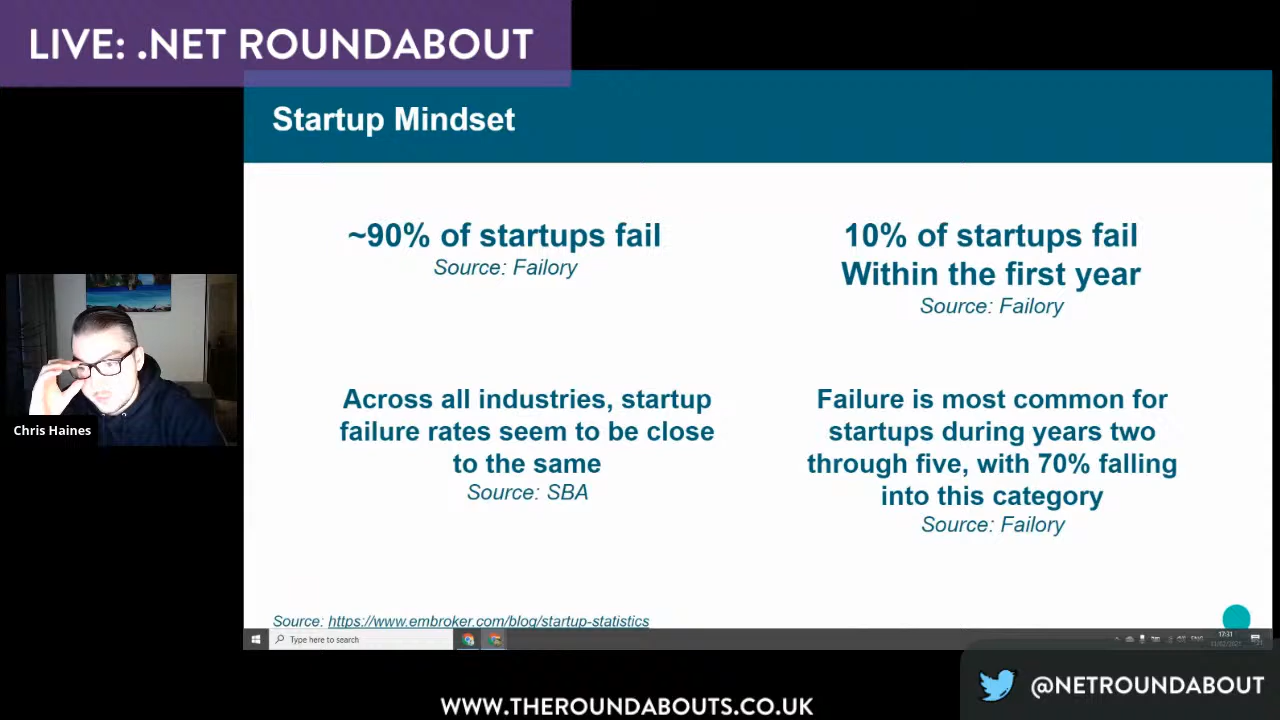 LIVE: .NET ROUNDABOUT
Startup Mindset
~90% of startups fail
Source: Failory
10% of startups fail
Within the first year
Source: Failory
Across all industries, startup
failure rates seem to be close
to the same
Source: SBA
Failure is most common for
startups during years two
through five, with 70% falling
into this category
Source: Failory
Chris Haines
Source: https://www.embroker.com/blog/startup-statistics
Type here to search
17:31
WWW.THEROUNDABOUTS.CO.UK
@NETROUNDABOUT